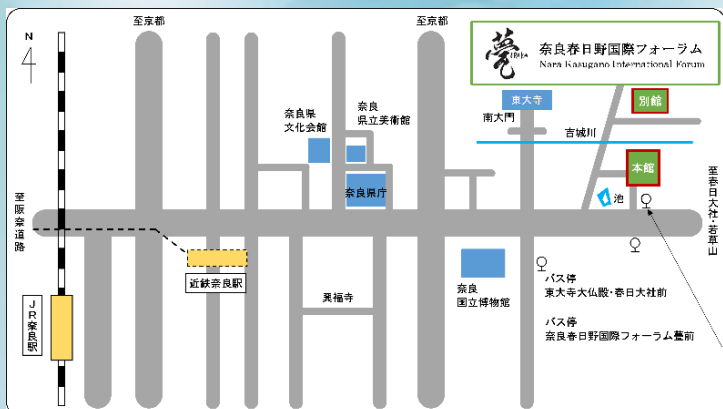 至京都
至京都
N
甍
IRAKA
奈良春日野国際フォーラム
Nara Kasugano International Forum
別館
東大寺
南大門
吉城川
奈良県
文化会館
奈良
県立美術館
本館
池
奈良県庁
至阪奈道路
至春日大社・若草山
近鉄奈良駅
奈良
国立博物館
バス停
東大寺大仏殿・春日大社前
興福寺
バス停
奈良春日野国際フォーラム甍前
JR奈良駅